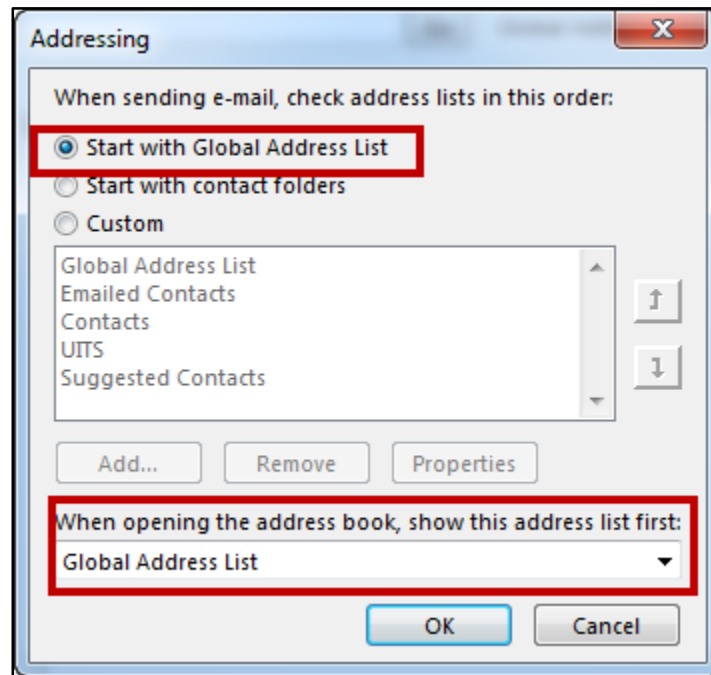 Addressing
When sending e-mail, check address lists in this order:
Start with Global Address List
Start with contact folders
Custom
Global Address List
Emailed Contacts
Contacts
UITS
Suggested Contacts
Add... Remove Properties
When opening the address book, show this address list first:
Global Address List
OK Cancel